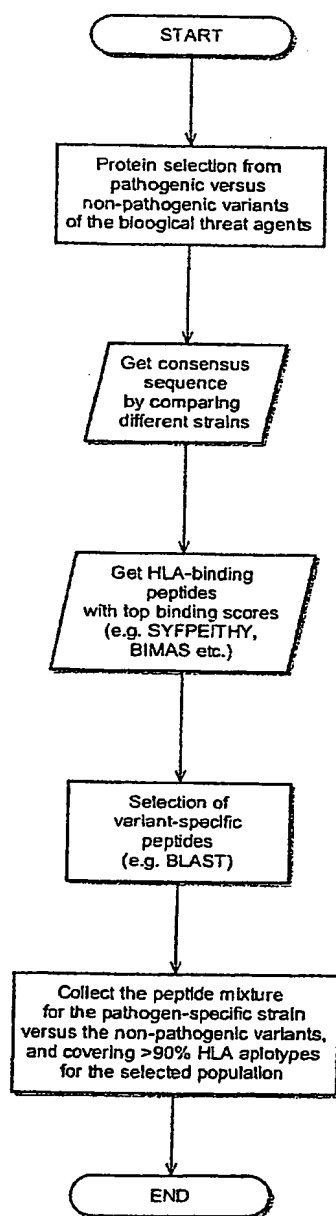 START
Protein selection from
pathogenic versus
non-pathogenic variants
of the bioogical threat agents
Get consensus
sequence
by comparing
different strains
Get HLA-binding
peptides
with top binding scores
(e.g. SYFPEITHY,
BIMAS etc.)
Selection of
variant-specific
peptides
(e.g. BLAST)
Collect the peptide mixture
for the pathogen-specific strain
versus the non-pathogenic variants,
and covering >90% HLA aplotypes
for the selected population
END